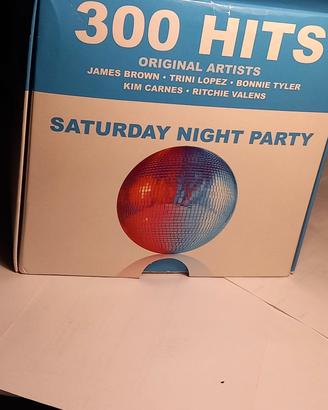 300 HITS
ORIGINAL ARTISTS
JAMES BROWN • TRINI LOPEZ • BONNIE TYLER
KIM CARNES • RITCHIE VALENS
SATURDAY NIGHT PARTY